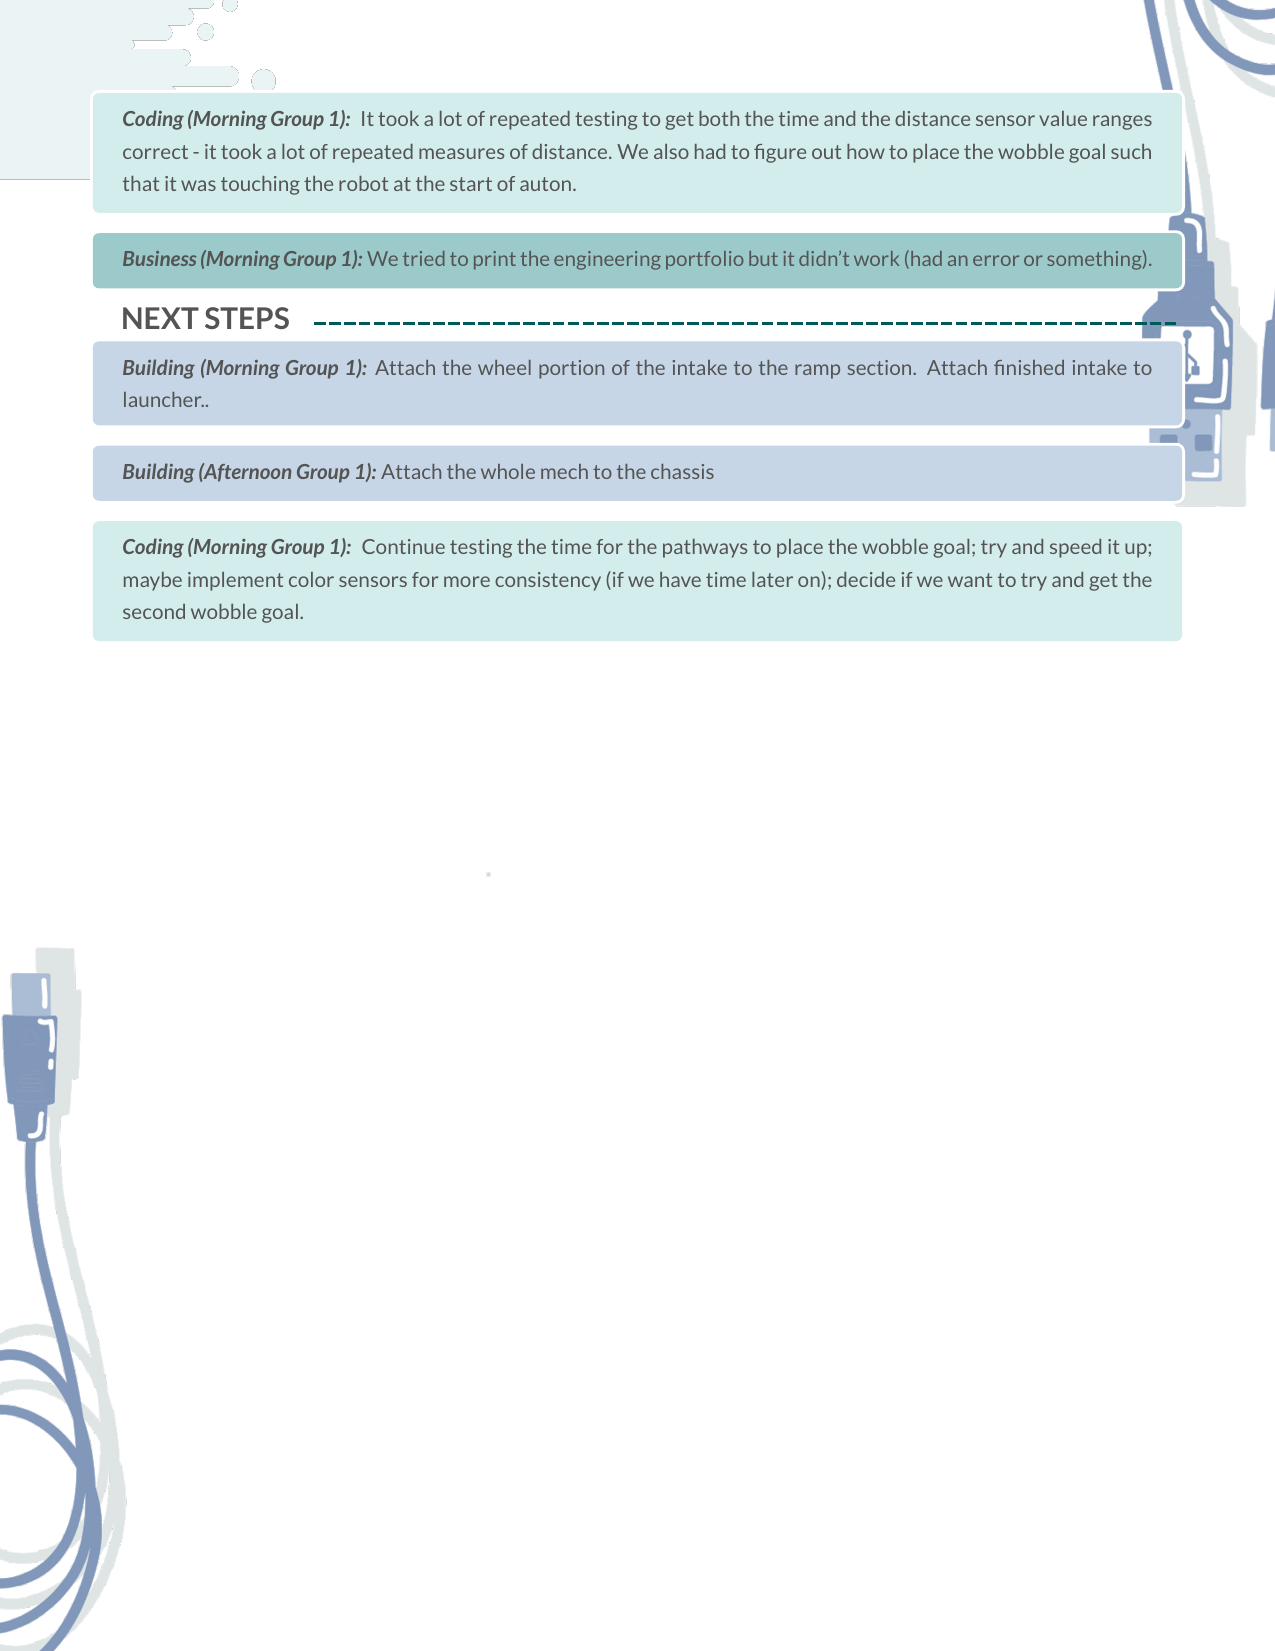 Coding (Morning Group 1): It took a lot of repeated testing to get both the time and the distance sensor value ranges
correct - it took a lot of repeated measures of distance. We also had to figure out how to place the wobble goal such
that it was touching the robot at the start of auton.
Business (Morning Group 1): We tried to print the engineering portfolio but it didn’t work (had an error or something).
NEXT STEPS
Building (Morning Group 1): Attach the wheel portion of the intake to the ramp section. Attach finished intake to
launcher..
Building (Afternoon Group 1): Attach the whole mech to the chassis
Coding (Morning Group 1): Continue testing the time for the pathways to place the wobble goal; try and speed it up;
maybe implement color sensors for more consistency (if we have time later on); decide if we want to try and get the
second wobble goal.